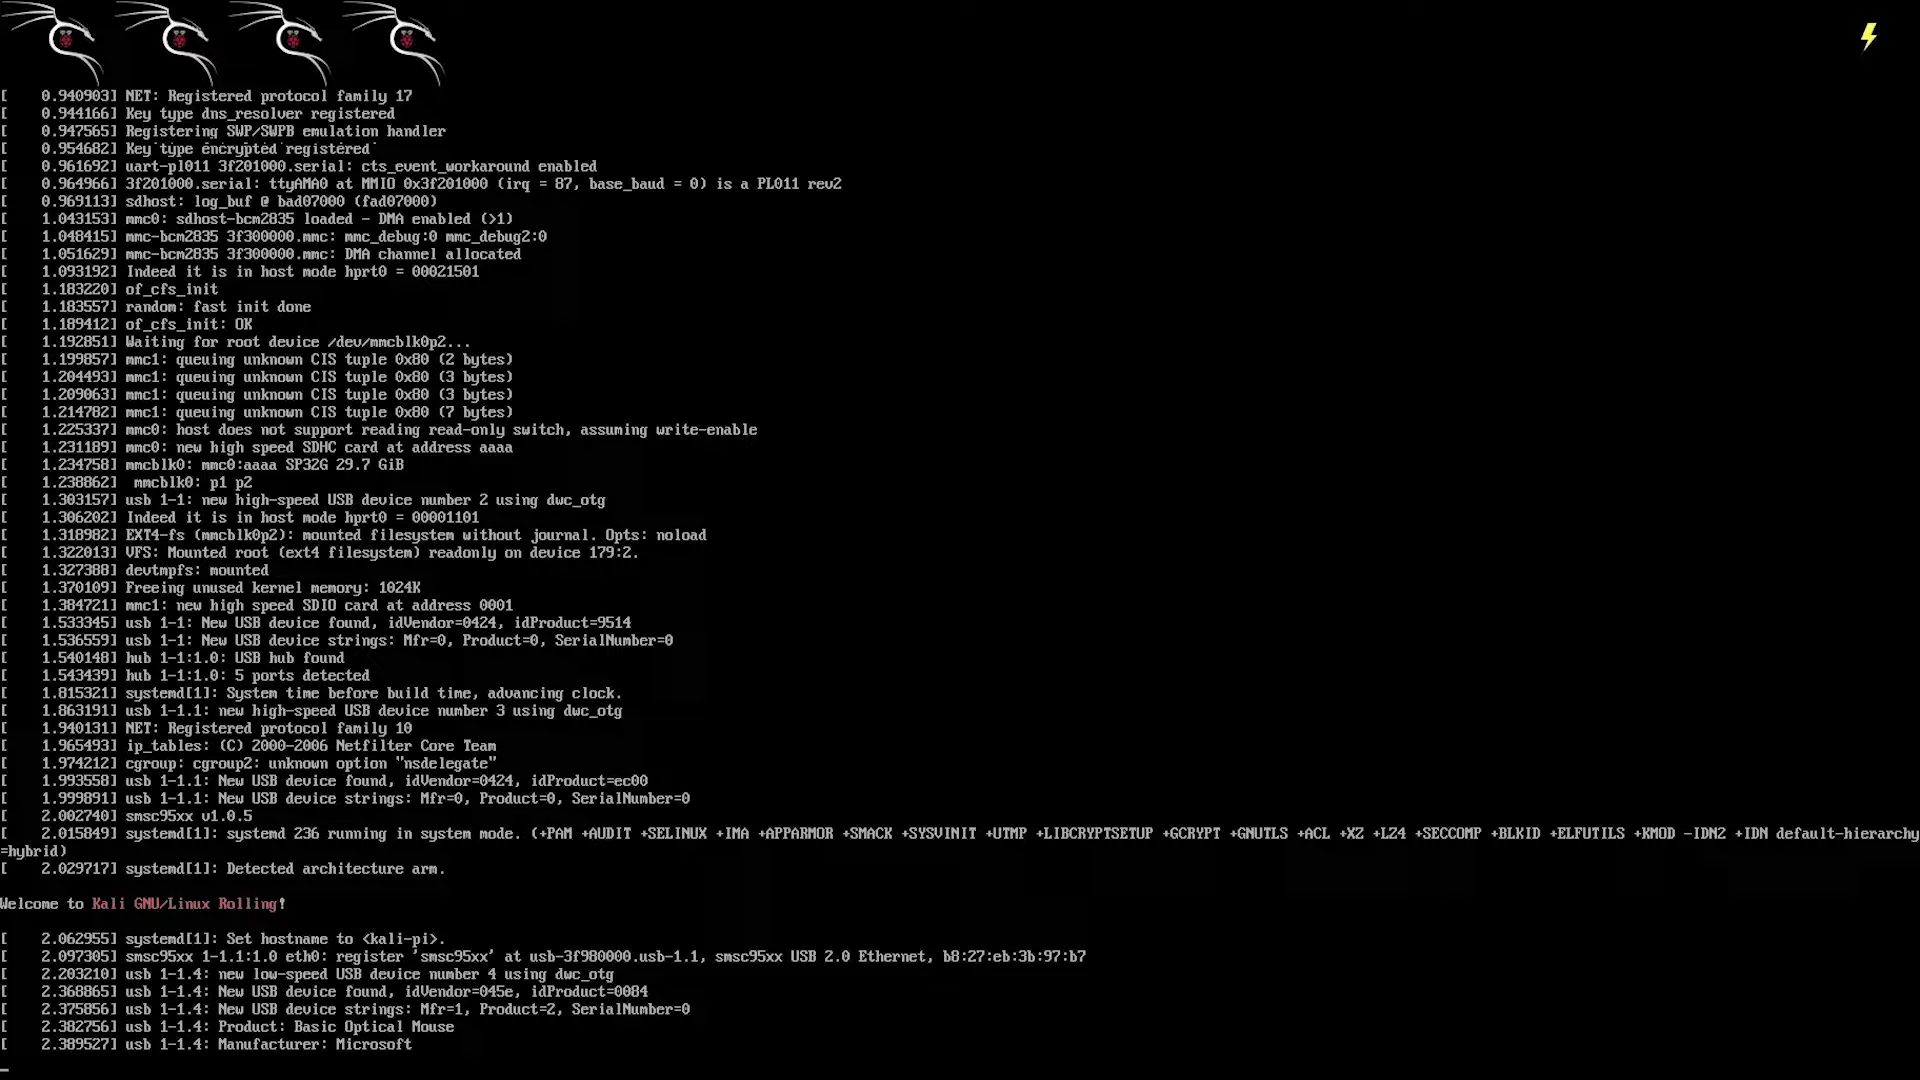 [    0.940903] NET: Registered protocol family 17
[    0.944166] Key type dns_resolver registered
[    0.947565] Registering SWP/SWPB emulation handler
[    0.954682] Key type encrypted registered
[    0.961692] uart-pl011 3f201000.serial: cts_event_workaround enabled
[    0.964966] 3f201000.serial: ttyAMA0 at MMIO 0x3f201000 (irq = 87, base_baud = 0) is a PL011 rev2
[    0.969113] sdhost: log_buf @ bad07000 (fad07000)
[    1.043153] mmc0: sdhost-bcm2835 loaded - DMA enabled (>1)
[    1.048415] mmc-bcm2835 3f300000.mmc: mmc_debug:0 mmc_debug2:0
[    1.051629] mmc-bcm2835 3f300000.mmc: DMA channel allocated
[    1.093192] Indeed it is in host mode hprt0 = 00021501
[    1.183220] of_cfs_init
[    1.183557] random: fast init done
[    1.189412] of_cfs_init: OK
[    1.192851] Waiting for root device /dev/mmcblk0p2...
[    1.199857] mmc1: queuing unknown CIS tuple 0x80 (2 bytes)
[    1.204493] mmc1: queuing unknown CIS tuple 0x80 (3 bytes)
[    1.209063] mmc1: queuing unknown CIS tuple 0x80 (3 bytes)
[    1.214782] mmc1: queuing unknown CIS tuple 0x80 (7 bytes)
[    1.225337] mmc0: host does not support reading read-only switch, assuming write-enable
[    1.231189] mmc0: new high speed SDHC card at address aaaa
[    1.234758] mmcblk0: mmc0:aaaa SP32G 29.7 GiB
[    1.238862]  mmcblk0: p1 p2
[    1.303157] usb 1-1: new high-speed USB device number 2 using dwc_otg
[    1.306202] Indeed it is in host mode hprt0 = 00001101
[    1.318982] EXT4-fs (mmcblk0p2): mounted filesystem without journal. Opts: noload
[    1.322013] VFS: Mounted root (ext4 filesystem) readonly on device 179:2.
[    1.327388] devtmpfs: mounted
[    1.370109] Freeing unused kernel memory: 1024K
[    1.384721] mmc1: new high speed SDIO card at address 0001
[    1.533345] usb 1-1: New USB device found, idVendor=0424, idProduct=9514
[    1.536559] usb 1-1: New USB device strings: Mfr=0, Product=0, SerialNumber=0
[    1.540148] hub 1-1:1.0: USB hub found
[    1.543439] hub 1-1:1.0: 5 ports detected
[    1.815321] systemd[1]: System time before build time, advancing clock.
[    1.863191] usb 1-1.1: new high-speed USB device number 3 using dwc_otg
[    1.940131] NET: Registered protocol family 10
[    1.965493] ip_tables: (C) 2000-2006 Netfilter Core Team
[    1.974212] cgroup: cgroup2: unknown option "nsdelegate"
[    1.993558] usb 1-1.1: New USB device found, idVendor=0424, idProduct=ec00
[    1.999891] usb 1-1.1: New USB device strings: Mfr=0, Product=0, SerialNumber=0
[    2.002740] smsc95xx v1.0.5
[    2.015849] systemd[1]: systemd 236 running in system mode. (+PAM +AUDIT +SELINUX +IMA +APPARMOR +SMACK +SYSVINIT +UTMP +LIBCRYPTSETUP +GCRYPT +GNUTLS +ACL +XZ +LZ4 +SECCOMP +BLKID +ELFUTILS +KMOD -IDN2 +IDN default-hierarchy
=hybrid)
[    2.029717] systemd[1]: Detected architecture arm.
Welcome to Kali GNU/Linux Rolling!
[    2.062955] systemd[1]: Set hostname to <kali-pi>.
[    2.097305] smsc95xx 1-1.1:1.0 eth0: register 'smsc95xx' at usb-3f980000.usb-1.1, smsc95xx USB 2.0 Ethernet, b8:27:eb:3b:97:b7
[    2.203210] usb 1-1.4: new low-speed USB device number 4 using dwc_otg
[    2.368865] usb 1-1.4: New USB device found, idVendor=045e, idProduct=0084
[    2.375856] usb 1-1.4: New USB device strings: Mfr=1, Product=2, SerialNumber=0
[    2.382756] usb 1-1.4: Product: Basic Optical Mouse
[    2.389527] usb 1-1.4: Manufacturer: Microsoft